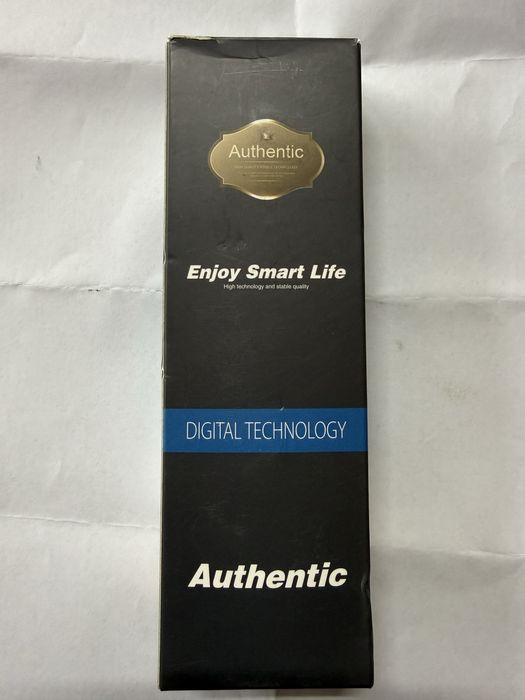 Authentic
Enjoy Smart Life
High technology and stable quality
DIGITAL TECHNOLOGY
Authentic